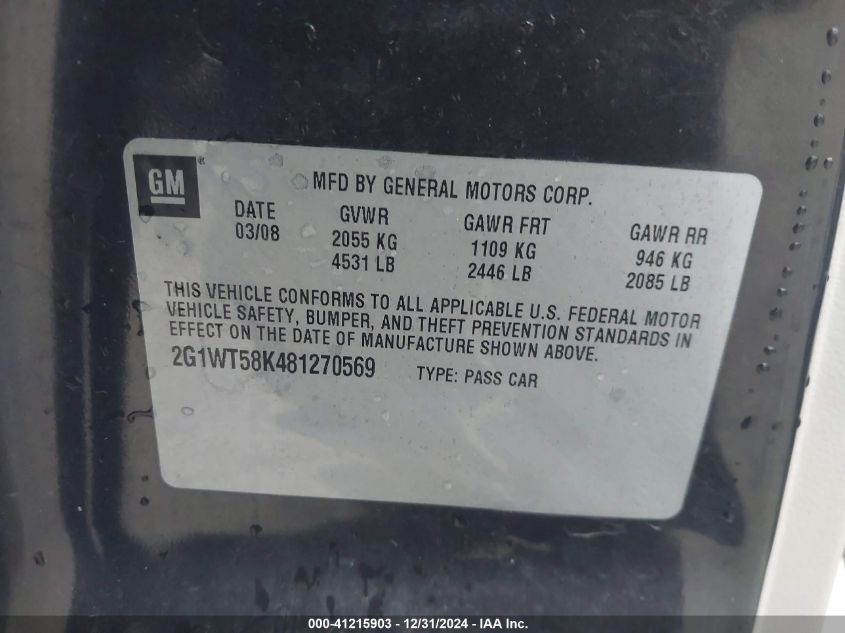 GM ®
MFD BY GENERAL MOTORS CORP.
DATE GVWR GAWR FRT GAWR RR
03/08 2055 KG 1109 KG 946 KG
4531 LB 2446 LB 2085 LB
THIS VEHICLE CONFORMS TO ALL APPLICABLE U.S. FEDERAL MOTOR
VEHICLE SAFETY, BUMPER, AND THEFT PREVENTION STANDARDS IN
EFFECT ON THE DATE OF MANUFACTURE SHOWN ABOVE.
2G1WT58K481270569 TYPE: PASS CAR
000-41215903 - 12/31/2024 - IAA Inc.